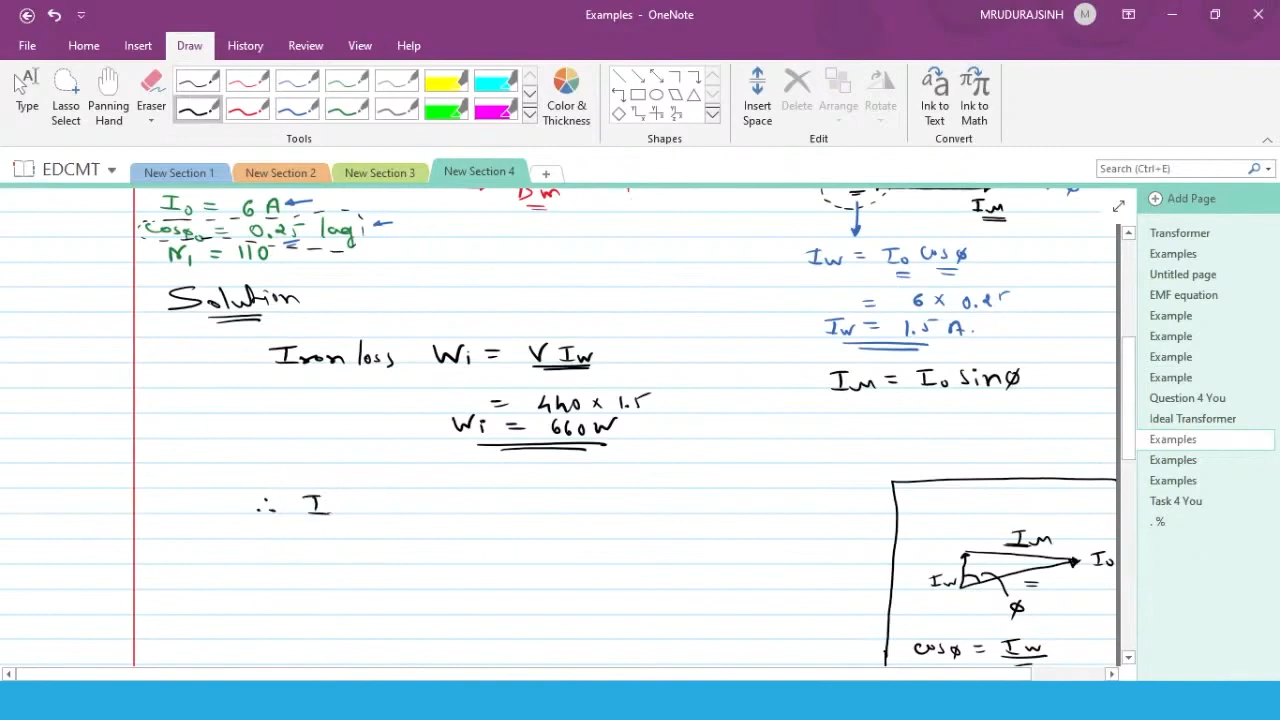 Examples - OneNote
MRUDURAJSINH M
File Home Insert Draw History Review View Help
Type
Lasso Select
Panning Hand
Eraser
Color & Thickness
Insert Space
Delete
Arrange
Rotate
Ink to Text
Ink to Math
Tools Shapes Edit Convert
EDCMT
New Section 1 New Section 2 New Section 3 New Section 4
Search (Ctrl+E)
Add Page
Transformer
Examples
Untitled page
EMF equation
Example
Example
Example
Example
Question 4 You
Ideal Transformer
Examples
Examples
Examples
Task 4 You
. %
Bm
I₀ = 6 A
cosφ₀ = 0.25 lag
N₁ = 110
Solution
Iron loss Wi = V Iw
= 440 × 1.5
Wi = 660 W
∴ I
IM
Iw = I₀ cos φ
= 6 × 0.25
Iw = 1.5 A.
IM = I₀ sinφ
IM
I₀
Iw
φ
cosφ = Iw